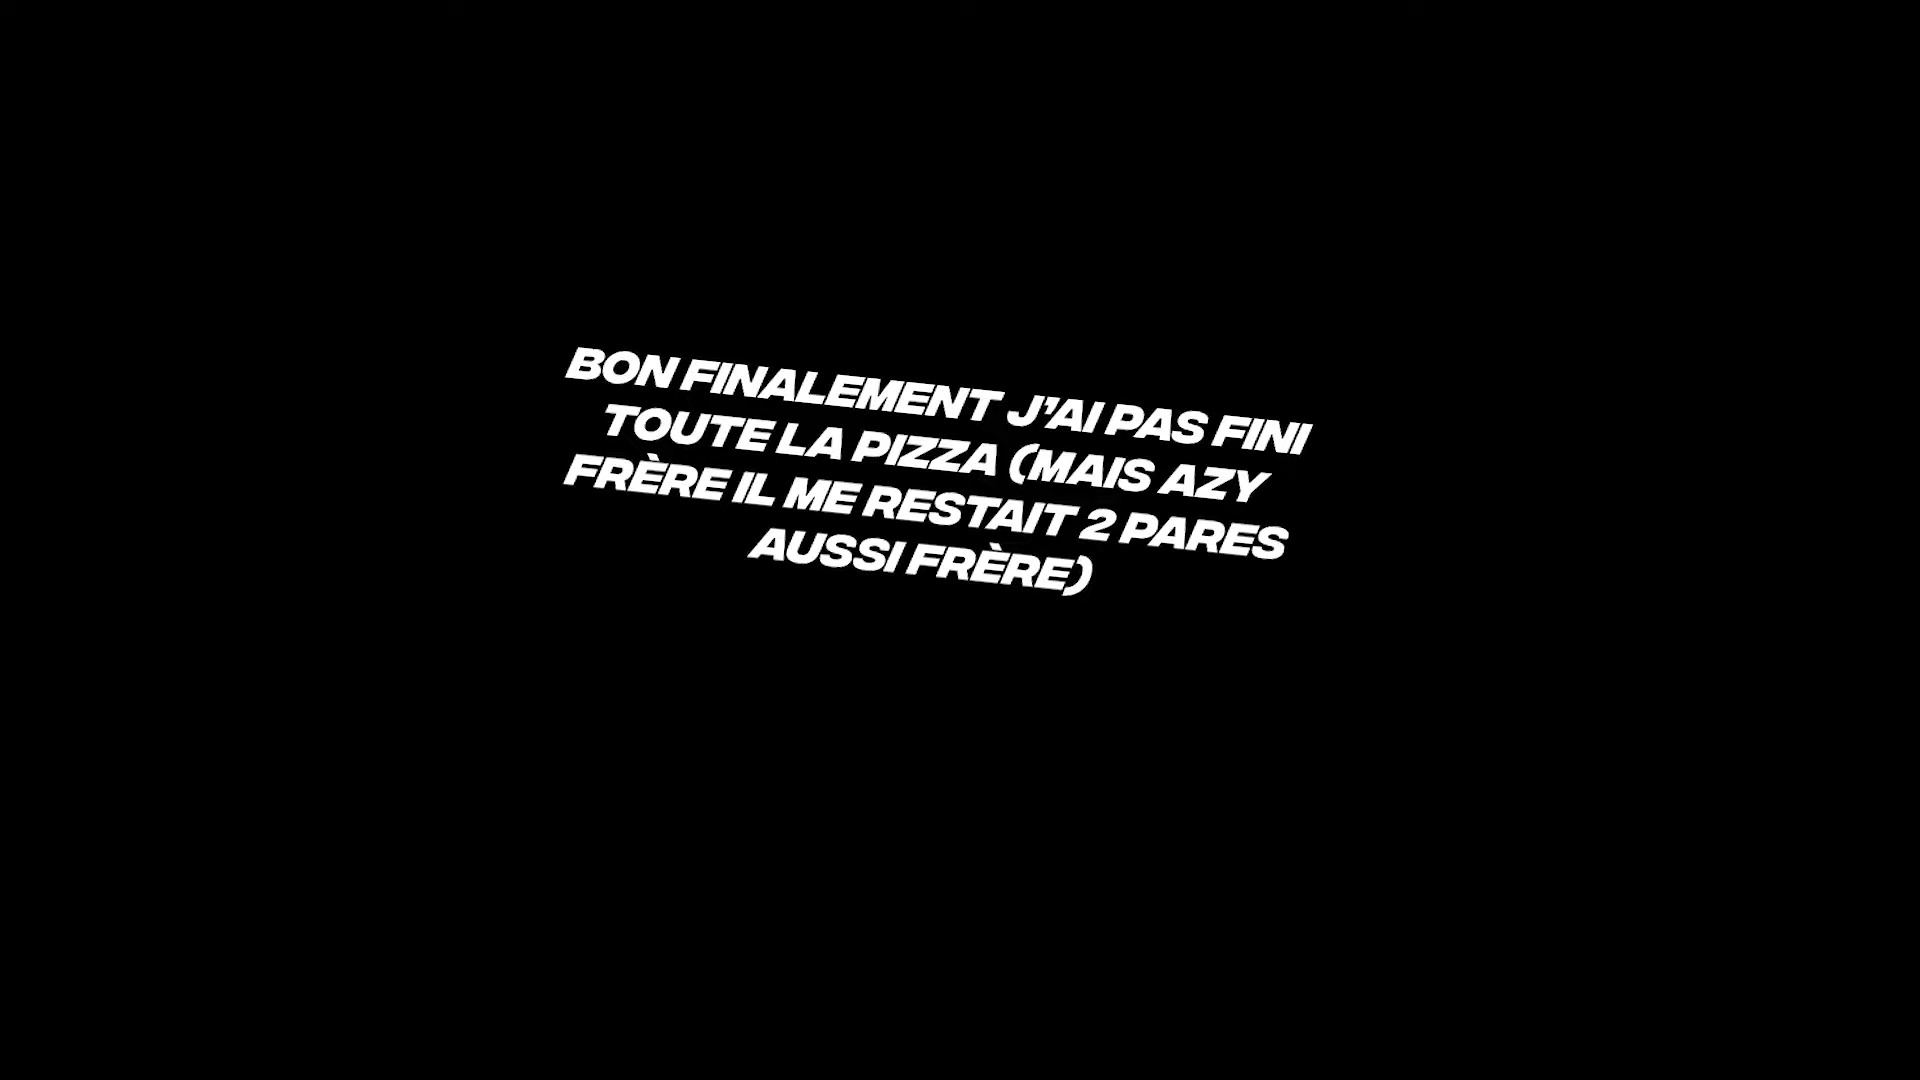 BON FINALEMENT J’AI PAS FINI
TOUTE LA PIZZA (MAIS AZY
FRÈRE IL ME RESTAIT 2 PARES
AUSSI FRÈRE)